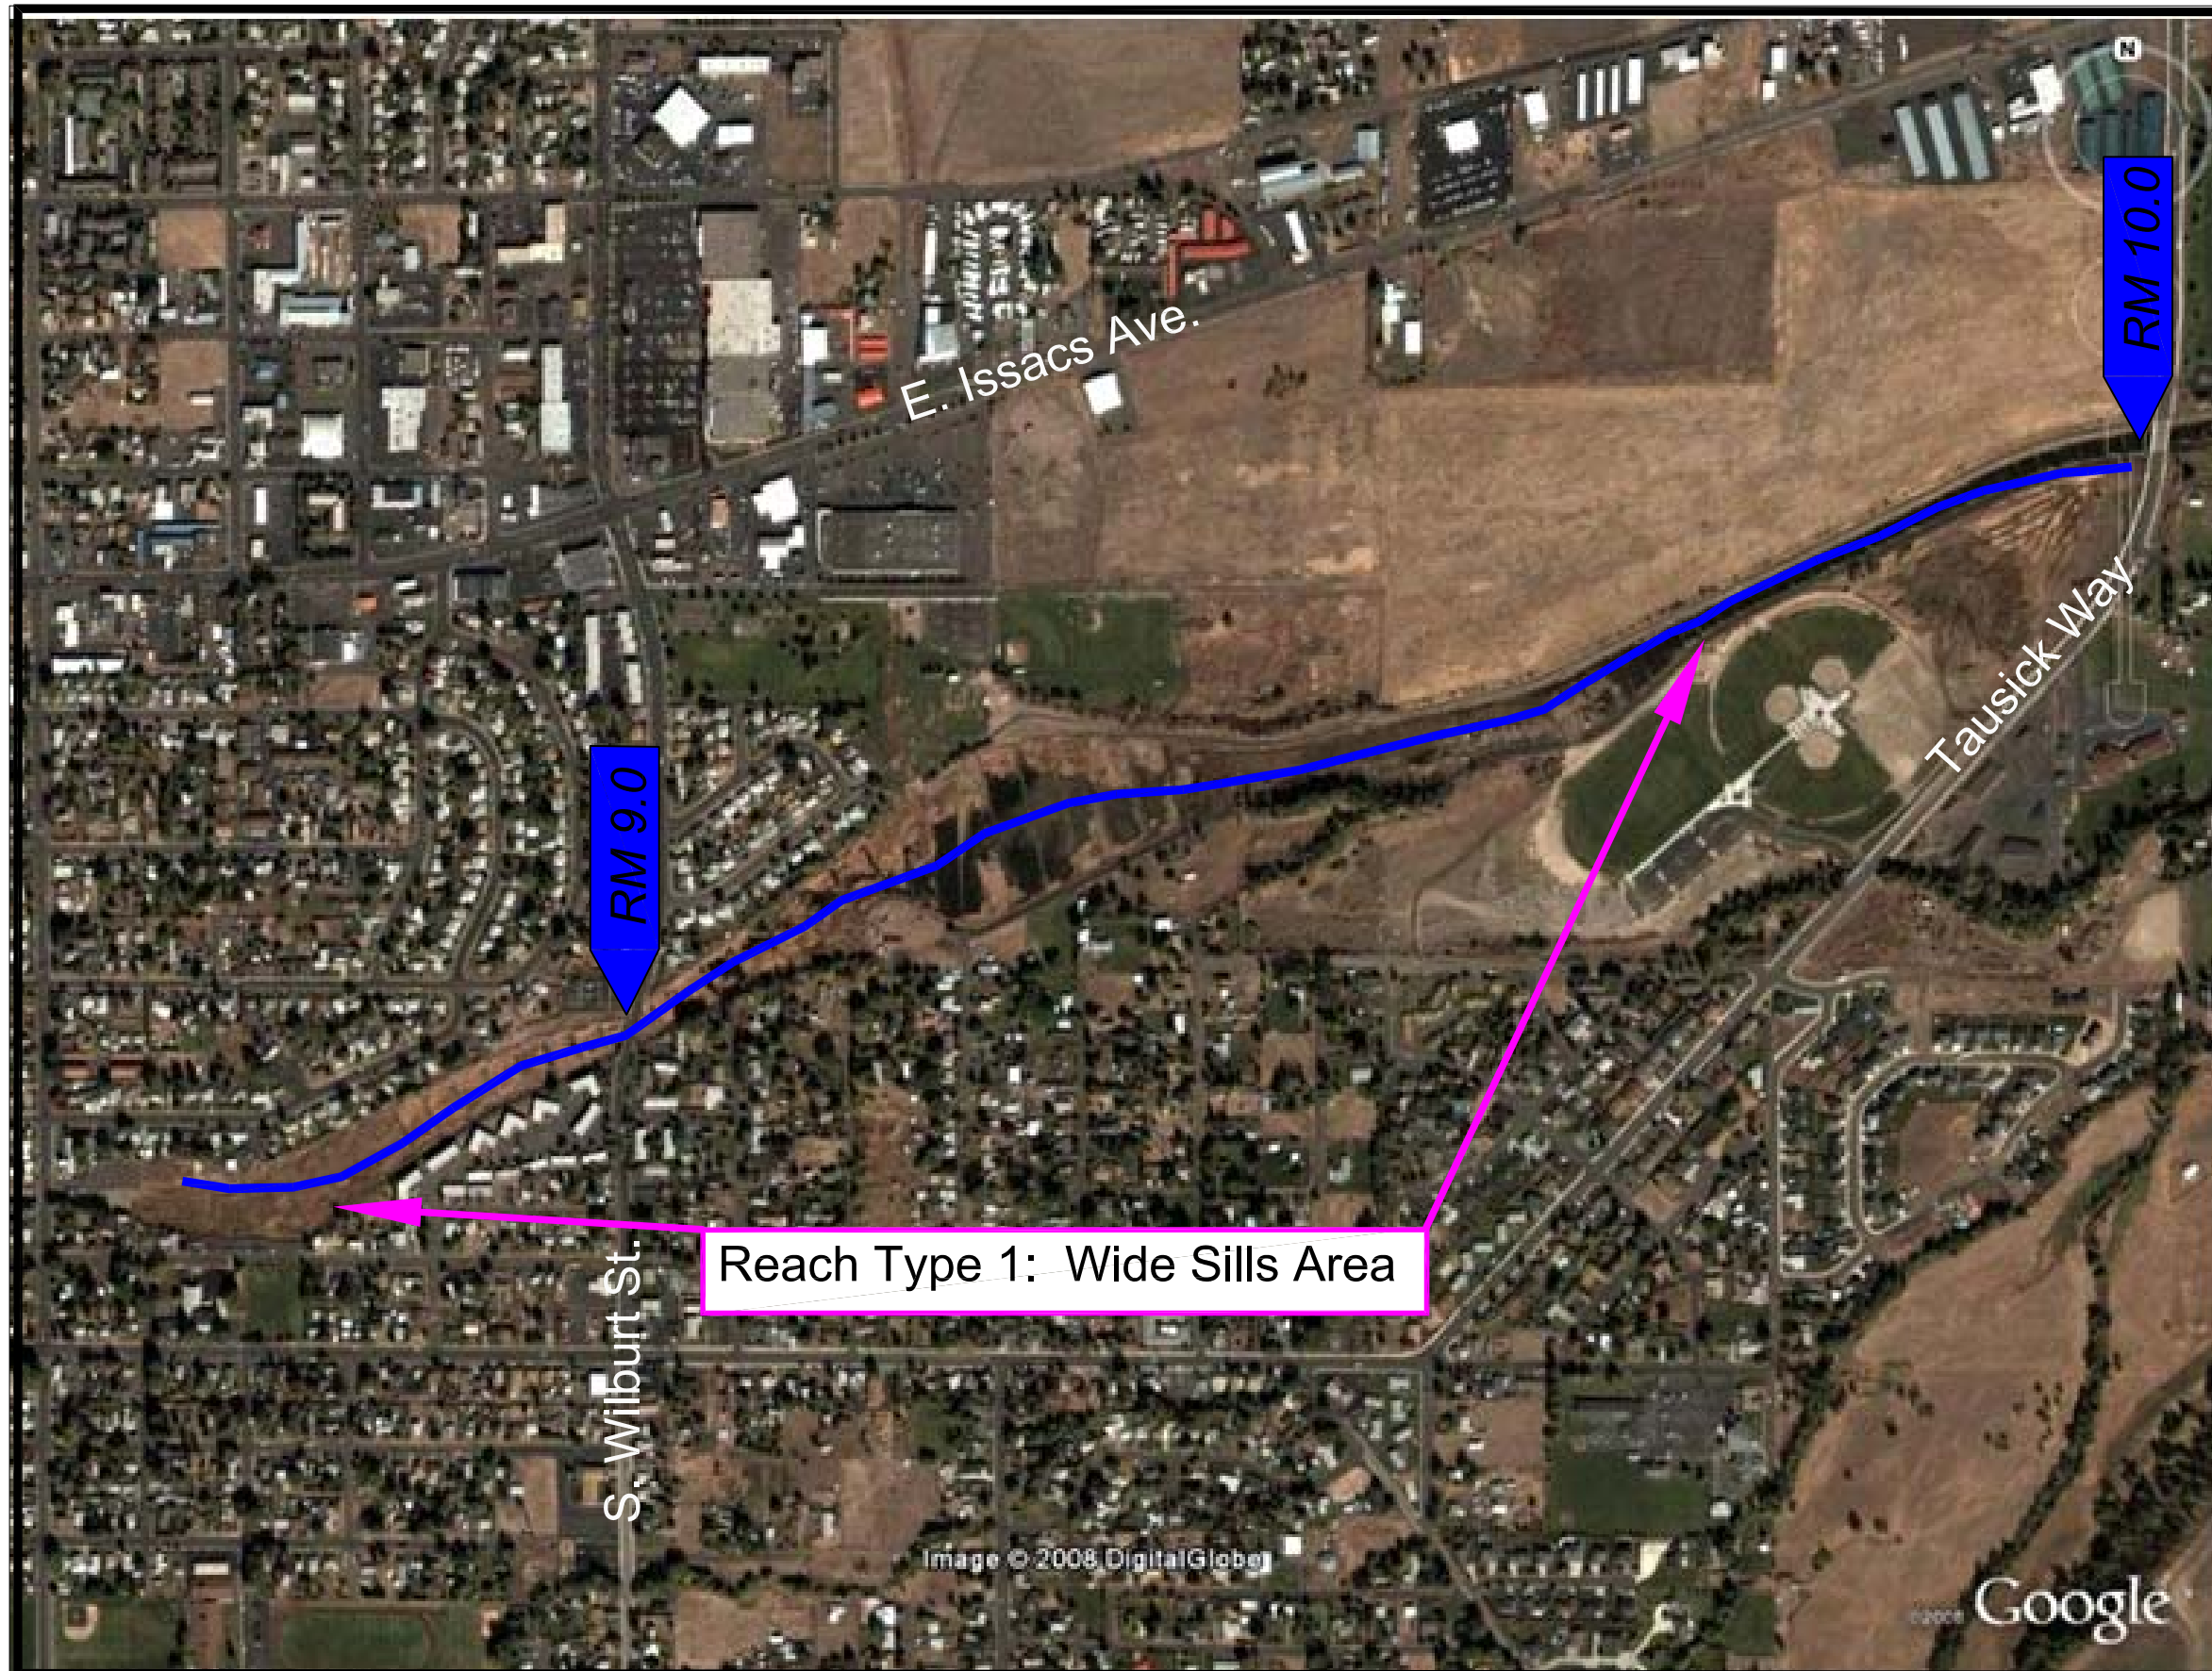 N
RM 10.0
E. Issacs Ave.
Tausick Way
RM 9.0
Reach Type 1: Wide Sills Area
S. Wilburt St.
Image © 2008 DigitalGlobe
Google